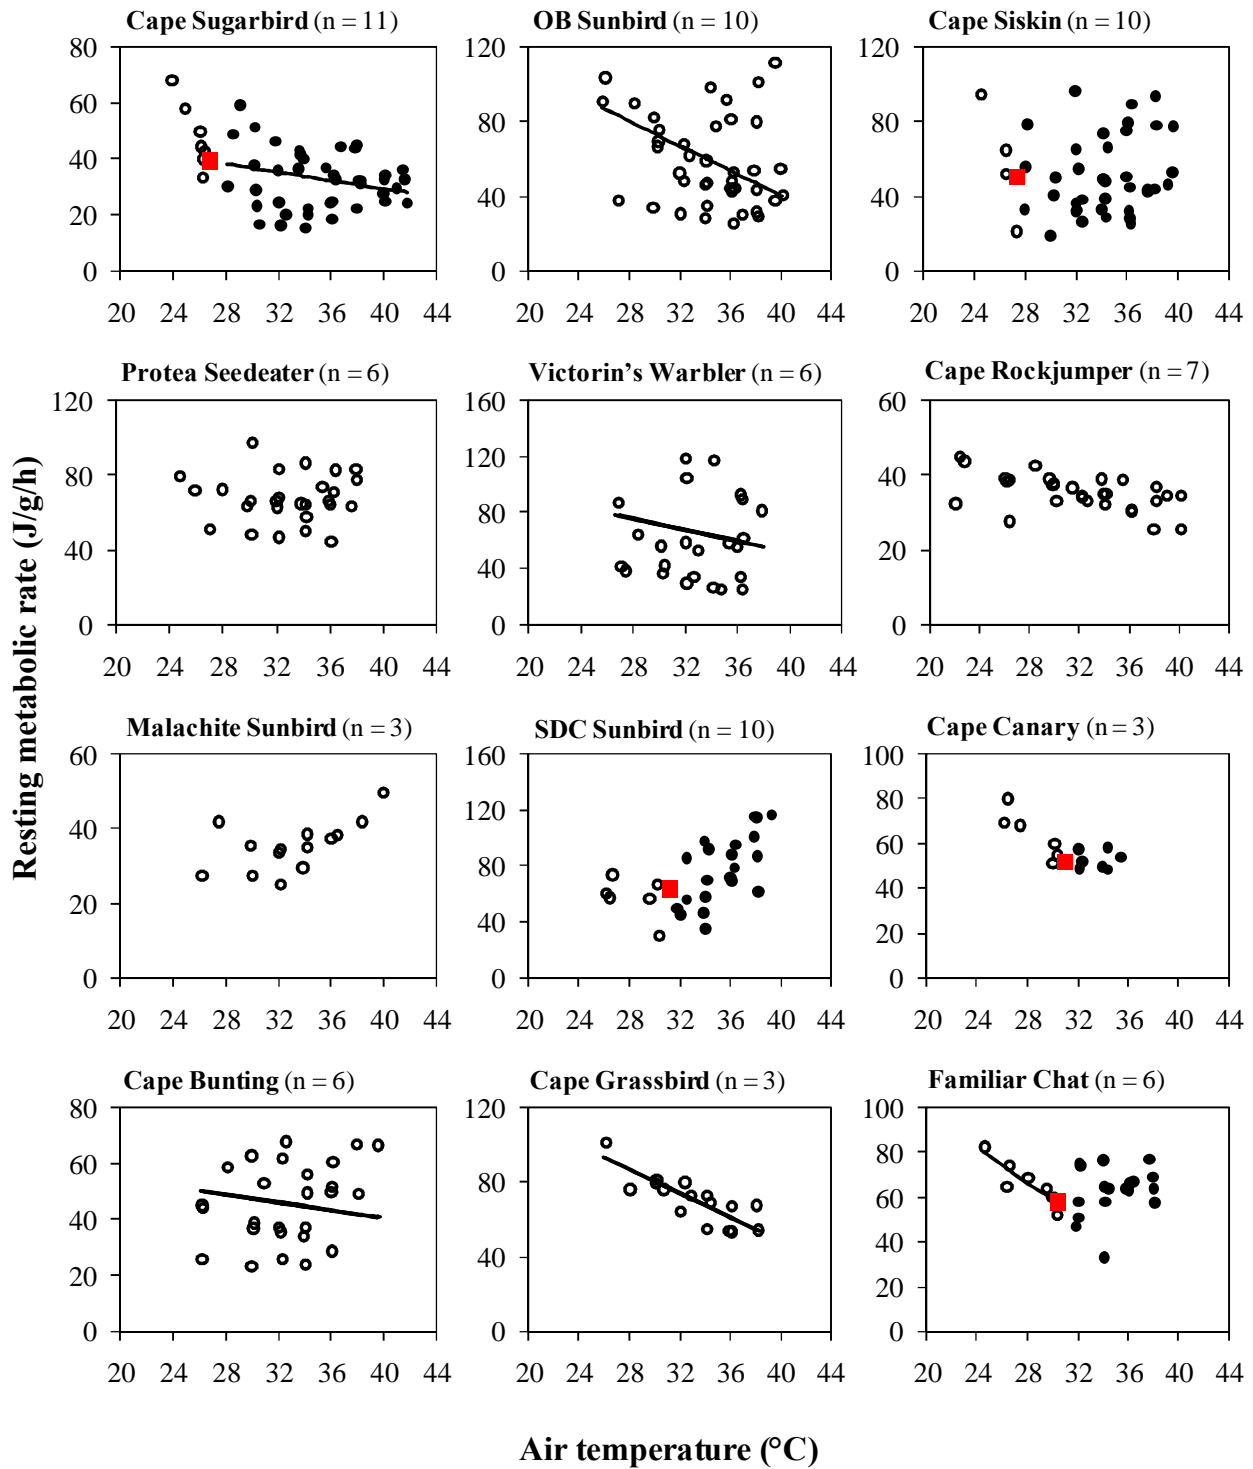 Cape Sugarbird (n = 11)
OB Sunbird (n = 10)
Cape Siskin (n = 10)
80
60
40
20
0
20 24 28 32 36 40 44
120
80
40
0
20 24 28 32 36 40 44
120
80
40
0
20 24 28 32 36 40 44
Protea Seedeater (n = 6)
Victorin's Warbler (n = 6)
Cape Rockjumper (n = 7)
120
80
40
0
20 24 28 32 36 40 44
160
120
80
40
0
20 24 28 32 36 40 44
60
40
20
0
20 24 28 32 36 40 44
Resting metabolic rate (J/g/h)
Malachite Sunbird (n = 3)
SDC Sunbird (n = 10)
Cape Canary (n = 3)
60
40
20
0
20 24 28 32 36 40 44
160
120
80
40
0
20 24 28 32 36 40 44
100
80
60
40
20
0
20 24 28 32 36 40 44
Cape Bunting (n = 6)
Cape Grassbird (n = 3)
Familiar Chat (n = 6)
80
60
40
20
0
20 24 28 32 36 40 44
120
80
40
0
20 24 28 32 36 40 44
100
80
60
40
20
0
20 24 28 32 36 40 44
Air temperature (°C)